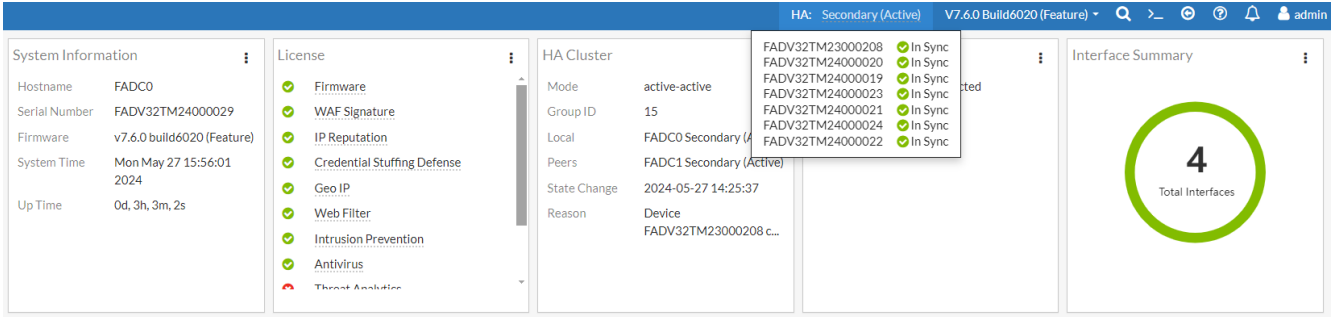 HA: Secondary (Active) V7.6.0 Build6020 (Feature) admin
FADV32TM23000208 In Sync
FADV32TM24000020 In Sync
FADV32TM24000019 In Sync
FADV32TM24000023 In Sync
FADV32TM24000021 In Sync
FADV32TM24000024 In Sync
FADV32TM24000022 In Sync
System Information
Hostname FADC0
Serial Number FADV32TM24000029
Firmware v7.6.0 build6020 (Feature)
System Time Mon May 27 15:56:01
2024
Up Time 0d, 3h, 3m, 2s
License
Firmware
WAF Signature
IP Reputation
Credential Stuffing Defense
Geo IP
Web Filter
Intrusion Prevention
Antivirus
Threat Analytics
HA Cluster
Mode active-active
Group ID 15
Local FADC0 Secondary
Peers FADC1 Secondary (Active)
State Change 2024-05-27 14:25:37
Reason Device
FADV32TM23000208 c...
Interface Summary
4
Total Interfaces